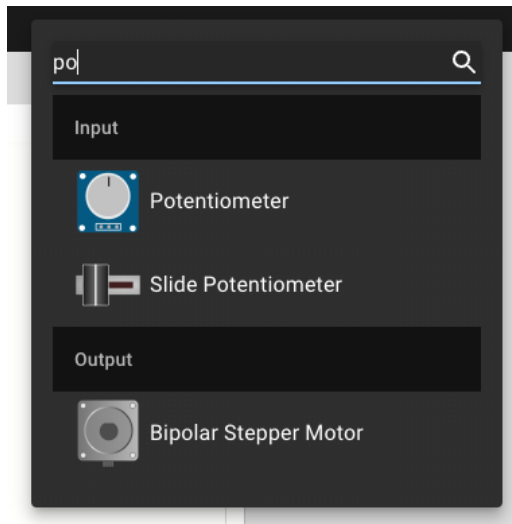 po
Input
Potentiometer
Slide Potentiometer
Output
Bipolar Stepper Motor